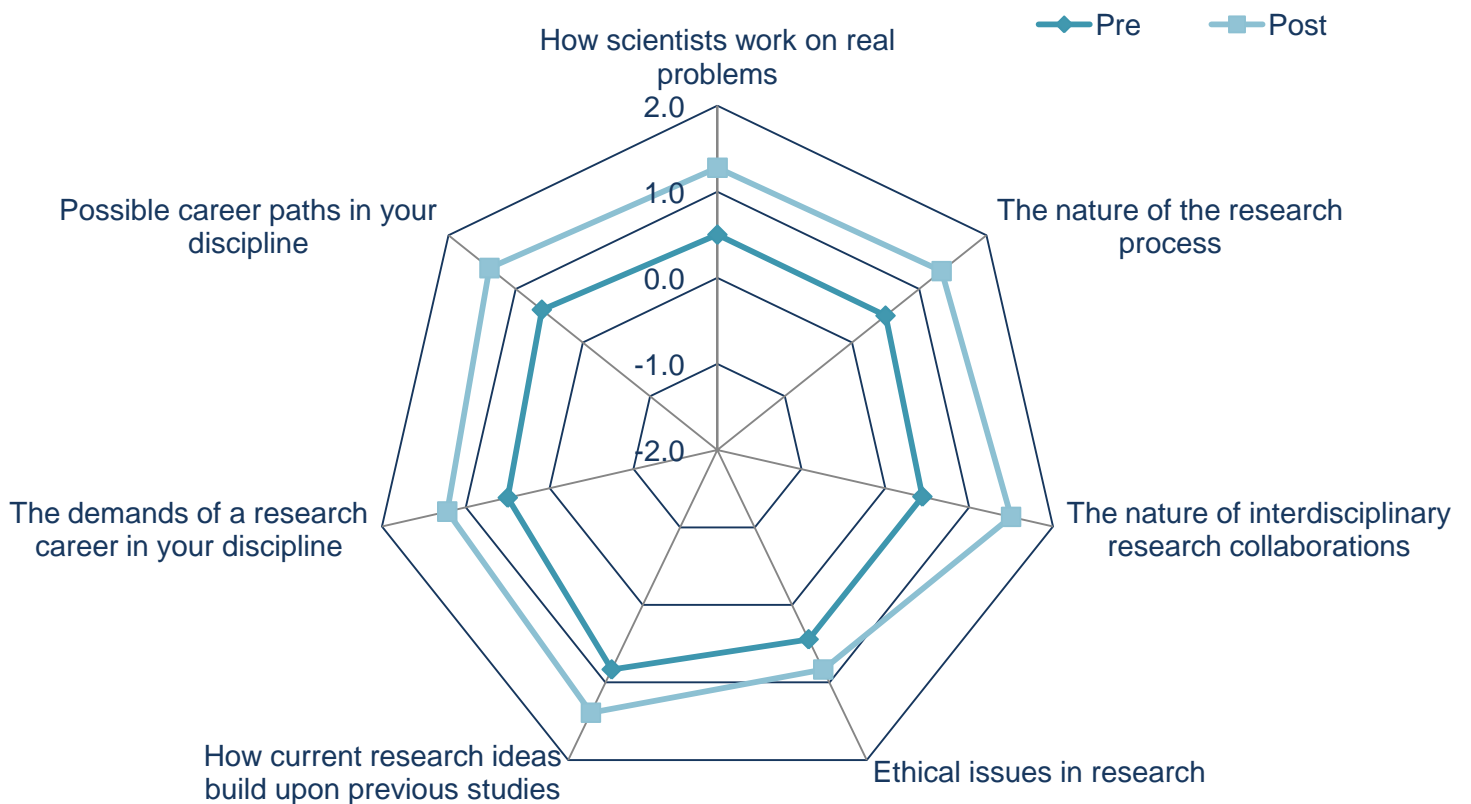 Pre
Post
How scientists work on real
problems
2.0
1.0
0.0
-1.0
-2.0
Possible career paths in your
discipline
The nature of the research
process
The demands of a research
career in your discipline
The nature of interdisciplinary
research collaborations
How current research ideas
build upon previous studies
Ethical issues in research